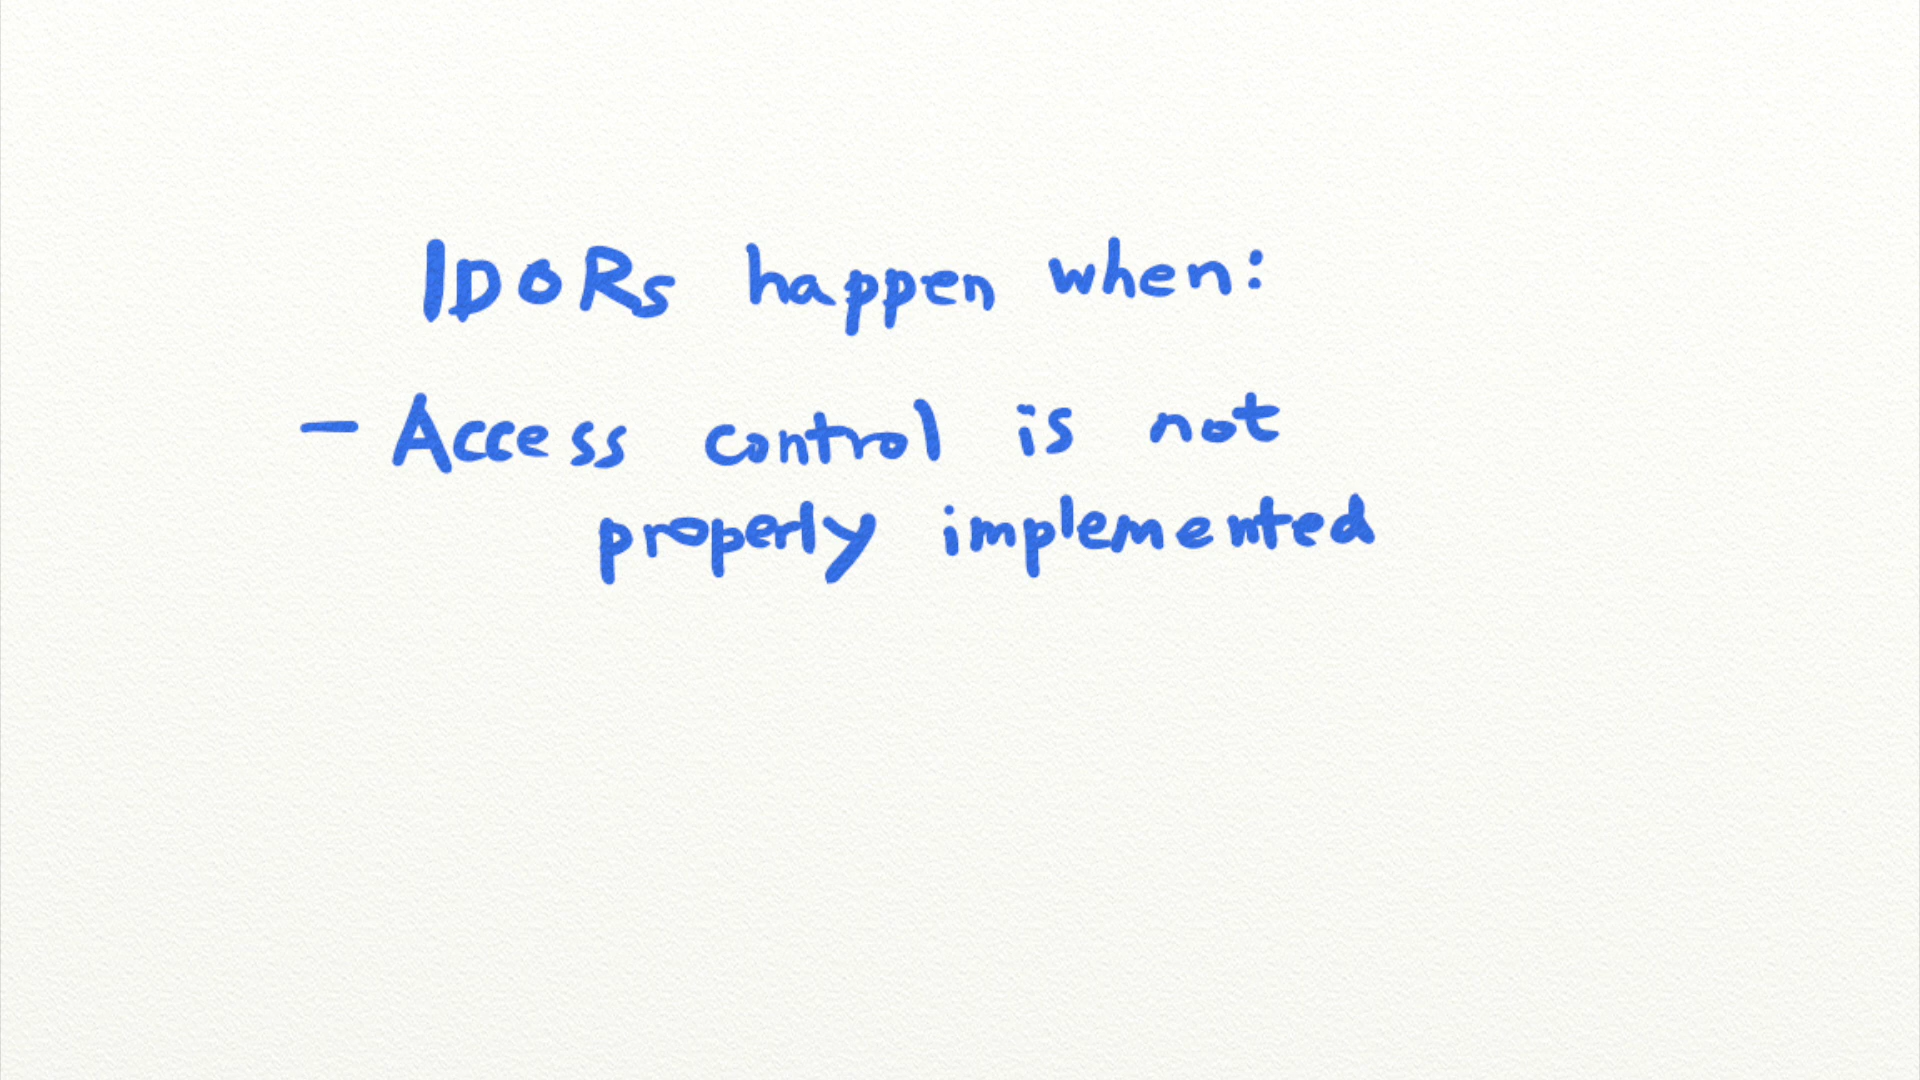 IDORs happen when:
- Access control is not
properly implemented